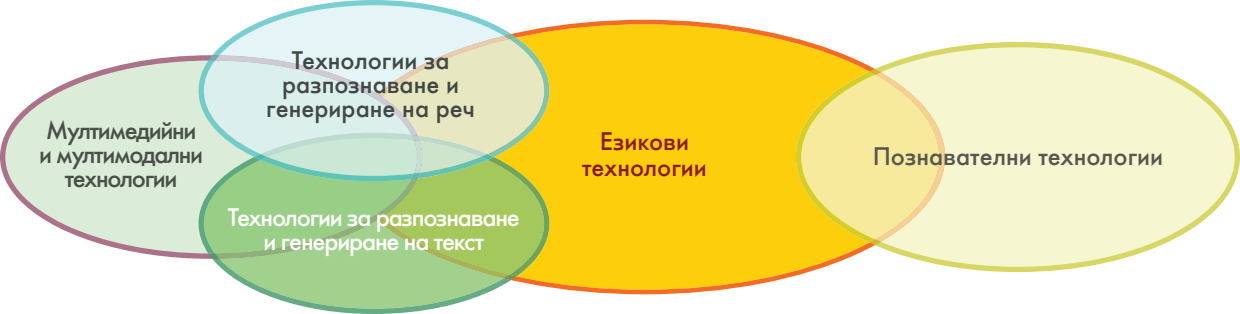 Технологии за
разпознаване и
генериране на реч
Мултимедийни
и мултимодални
технологии
Езикови
технологии
Познавателни технологии
Технологии за разпознаване
и генериране на текст